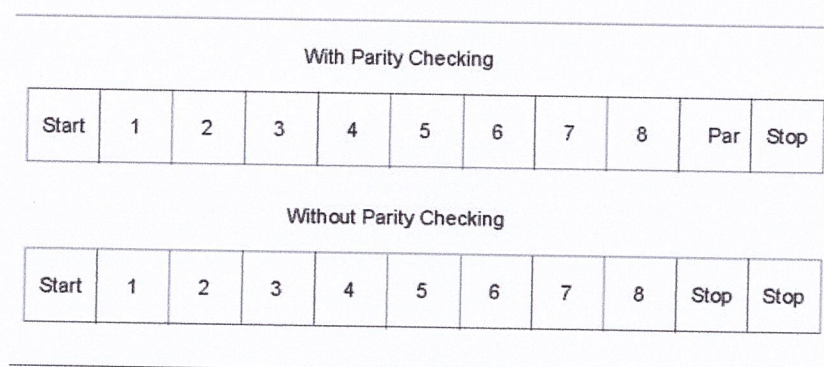 With Parity Checking
Start 1 2 3 4 5 6 7 8 Par Stop
Without Parity Checking
Start 1 2 3 4 5 6 7 8 Stop Stop